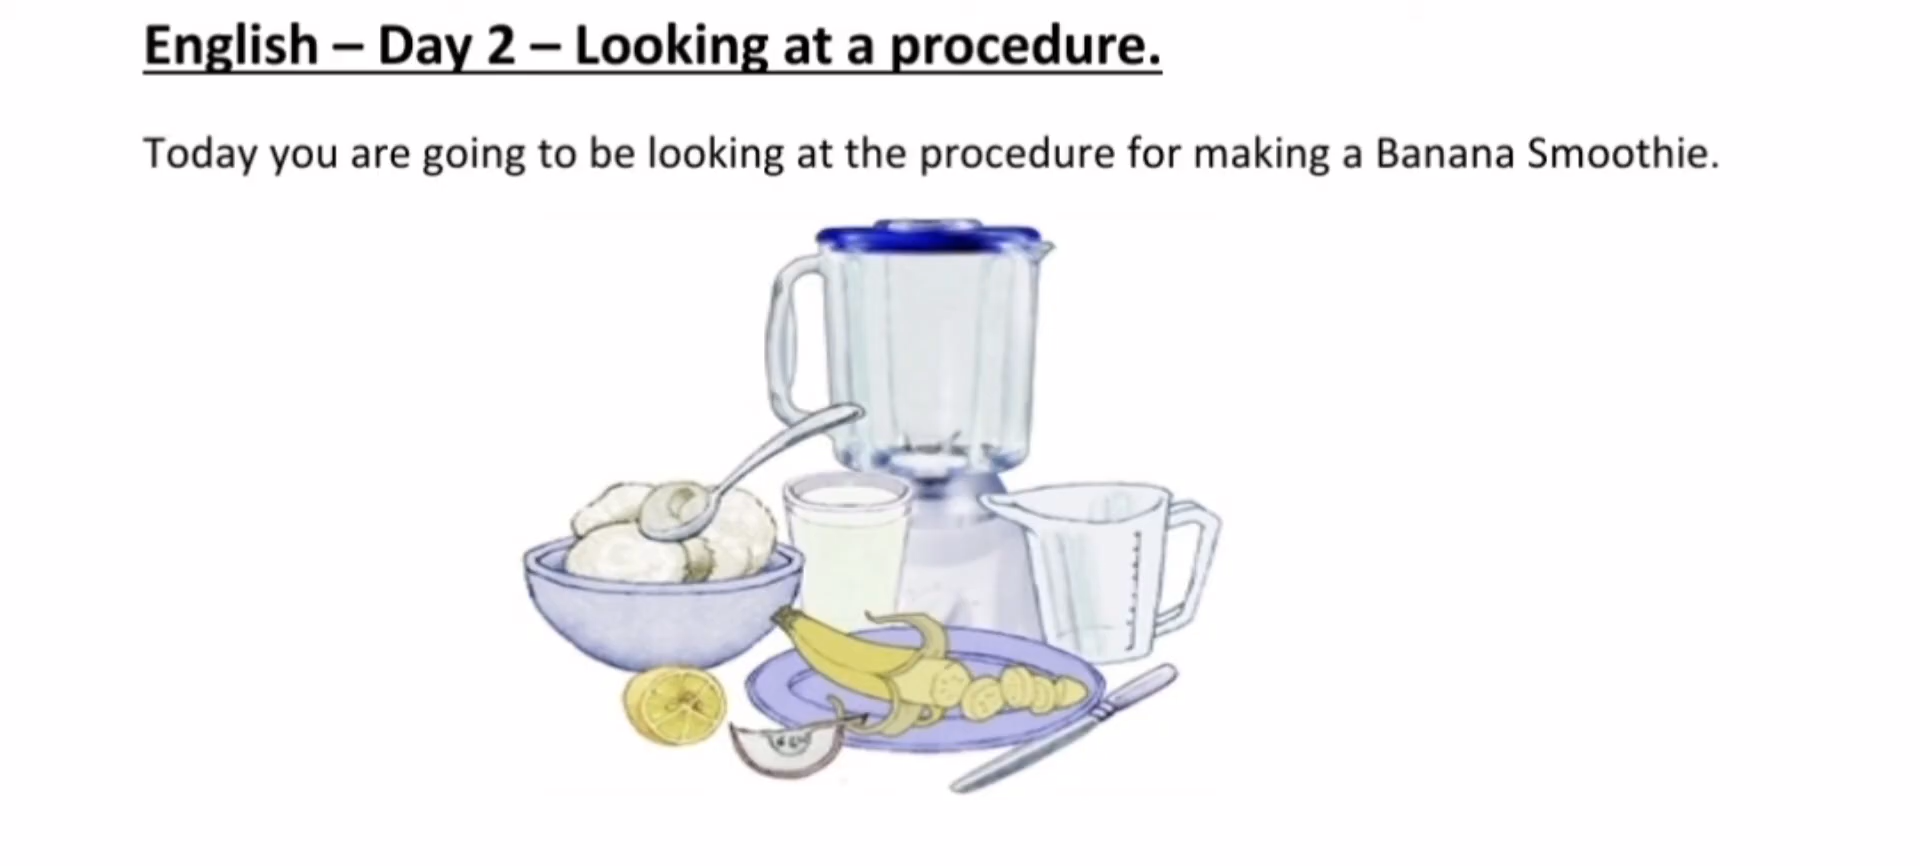 English – Day 2 – Looking at a procedure.
Today you are going to be looking at the procedure for making a Banana Smoothie.